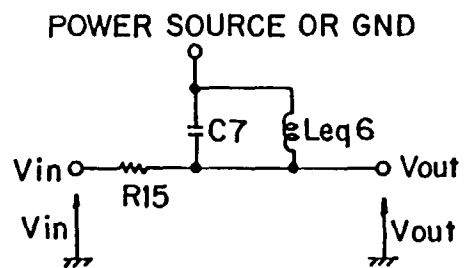 POWER SOURCE OR GND
C7
Leq6
Vin
Vout
R15
Vin
Vout